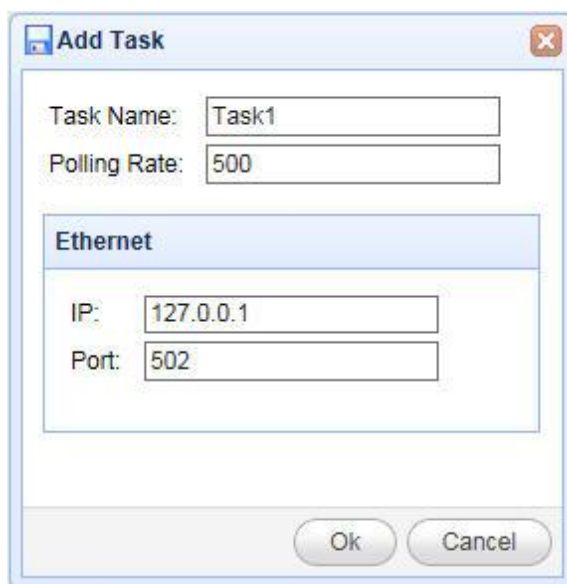 Add Task
Task Name: Task1
Polling Rate: 500
Ethernet
IP: 127.0.0.1
Port: 502
Ok Cancel